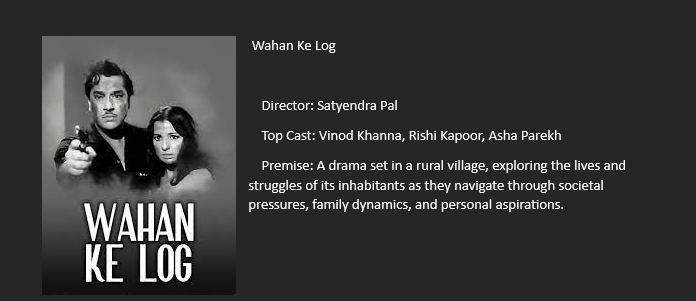 Wahan Ke Log
Director: Satyendra Pal
Top Cast: Vinod Khanna, Rishi Kapoor, Asha Parekh
Premise: A drama set in a rural village, exploring the lives and
struggles of its inhabitants as they navigate through societal
pressures, family dynamics, and personal aspirations.
WAHAN
KE LOG